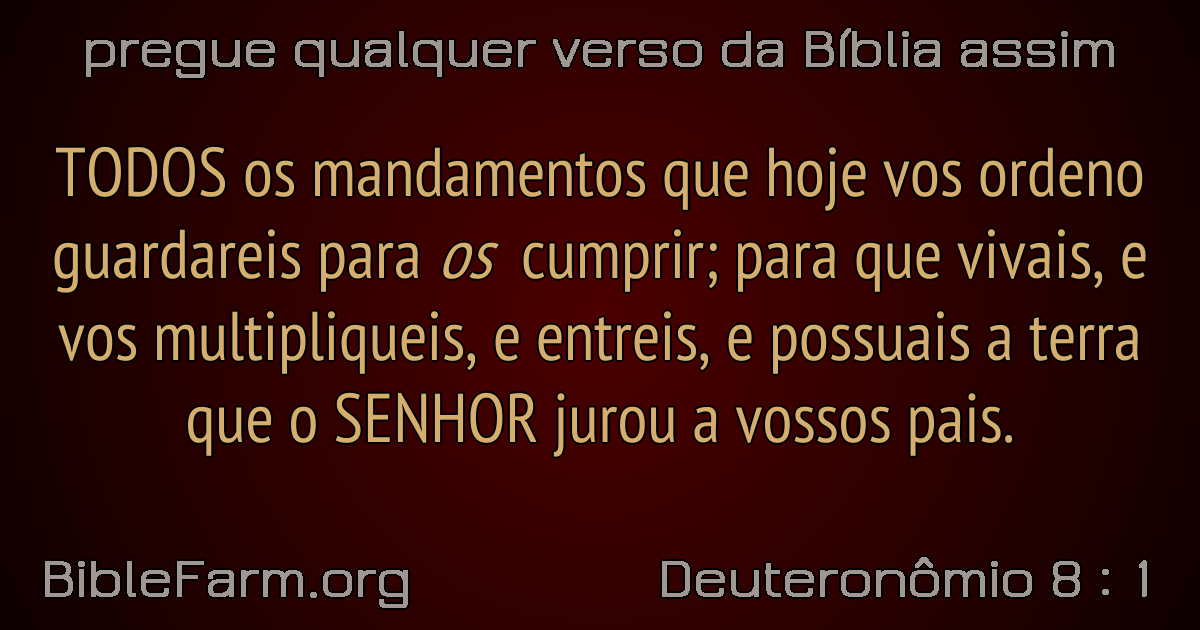 pregue qualquer verso da Bíblia assim
TODOS os mandamentos que hoje vos ordeno
guardareis para os cumprir; para que vivais, e
vos multipliqueis, e entreis, e possuais a terra
que o SENHOR jurou a vossos pais.
BibleFarm.org
Deuteronômio 8 : 1